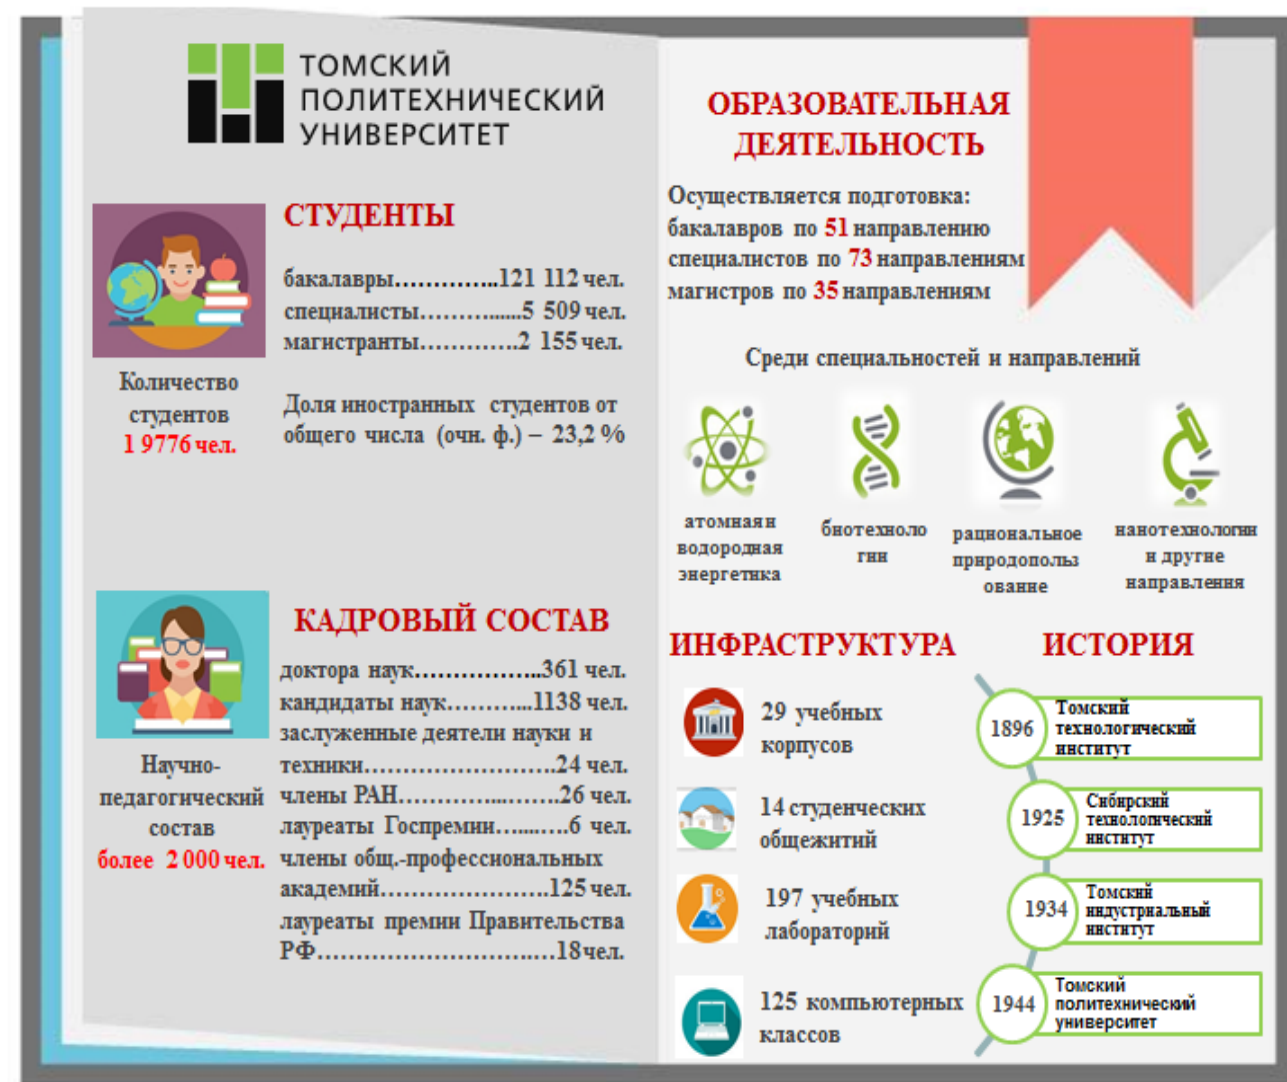 ТОМСКИЙ
ПОЛИТЕХНИЧЕСКИЙ
УНИВЕРСИТЕТ
СТУДЕНТЫ
бакалавры…………..121 112 чел.
специалисты………......5 509 чел.
магистранты………….2 155 чел.
Доля иностранных студентов от
общего числа (очн. ф.) – 23,2 %
Количество
студентов
1 9776 чел.
КАДРОВЫЙ СОСТАВ
доктора наук……………..361 чел.
кандидаты наук………...1138 чел.
заслуженные деятели науки и
техники…………………….24 чел.
члены РАН…………...…….26 чел.
лауреаты Госпремии…....….6 чел.
члены общ.-профессиональных
академий………………….125 чел.
лауреаты премии Правительства
РФ……………………….…18чел.
Научно-
педагогический
состав
более 2 000 чел.
ОБРАЗОВАТЕЛЬНАЯ
ДЕЯТЕЛЬНОСТЬ
Осуществляется подготовка:
бакалавров по 51 направлению
специалистов по 73 направлениям
магистров по 35 направлениям
Среди специальностей и направлений
атомная и
водородная
энергетика
биотехноло
гии
рациональное
природопольз
ование
нанотехнологии
и другие
направления
ИНФРАСТРУКТУРА
29 учебных
корпусов
14 студенческих
общежитий
197 учебных
лабораторий
125 компьютерных
классов
ИСТОРИЯ
1896
Томский
технологический
институт
1925
Сибирский
технологический
институт
1934
Томский
индустриальный
институт
1944
Томский
политехнический
университет